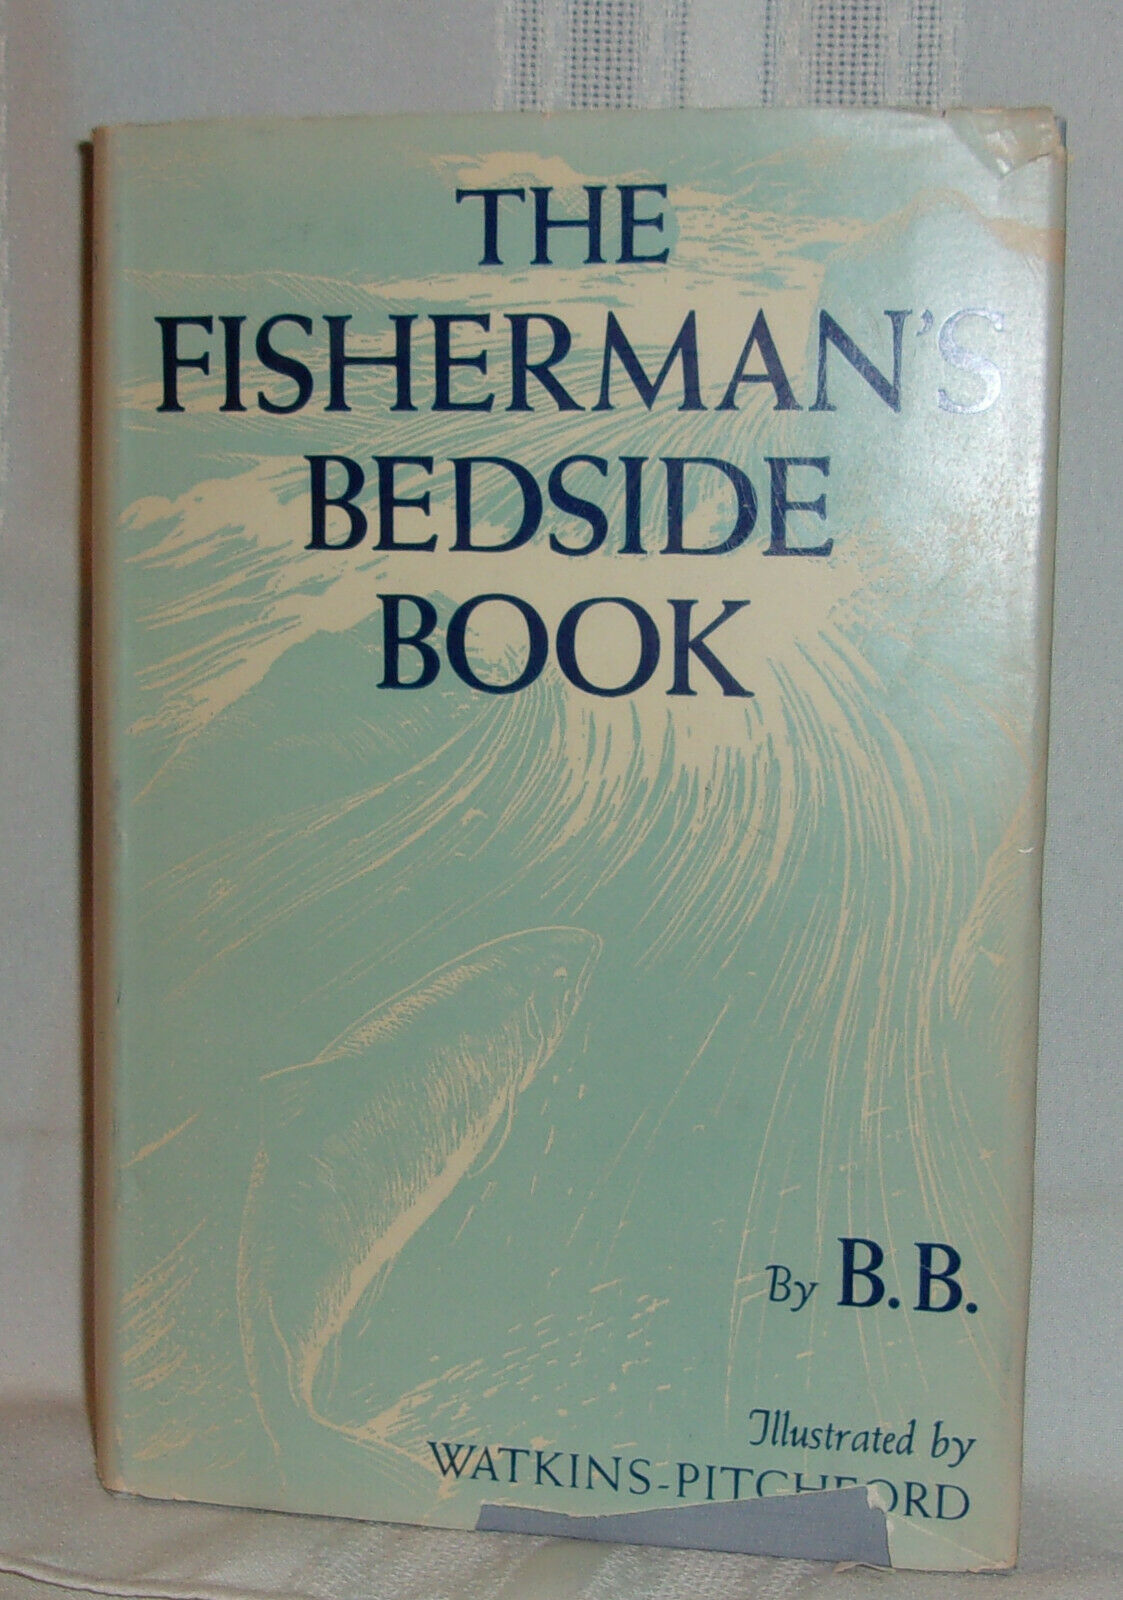 THE
FISHERMAN'S
BEDSIDE
BOOK
By B.B.
Illustrated by
WATKINS-PITCHFORD